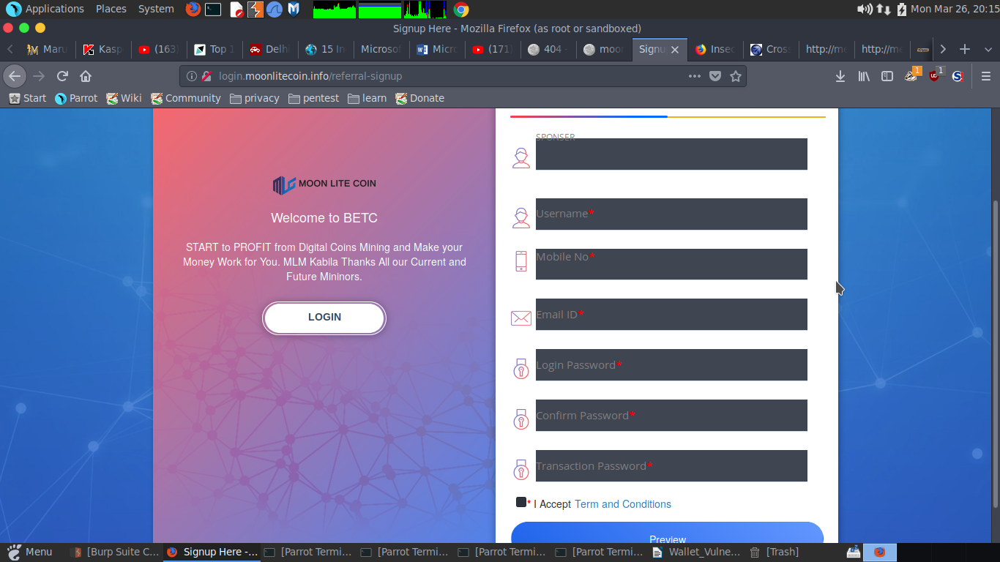 Applications Places System Mon Mar 26, 20:15
Signup Here - Mozilla Firefox (as root or sandboxed)
Maru Kasp (163) Top 1 Delh 15 In Microsof Micro (171) 404 - moon Signu Insec Cross http://me http://me
login.moonlitecoin.info/referral-signup 1 1
Start Parrot Wiki Community privacy pentest learn Donate
MOON LITE COIN
Welcome to BETC
START to PROFIT from Digital Coins Mining and Make your
Money Work for You. MLM Kabila Thanks All our Current and
Future Mininors.
LOGIN
SPONSER
Username*
Mobile No*
Email ID*
Login Password*
Confirm Password*
Transaction Password*
* I Accept Term and Conditions
Preview
Menu [Burp Suite C... Signup Here -... [Parrot Termi... [Parrot Termi... [Parrot Termi... [Parrot Termi... Wallet_Vulne... [Trash]